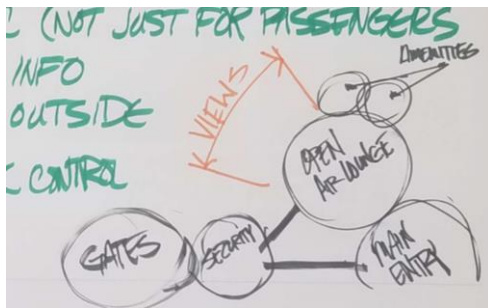 C (NOT JUST FOR PASSENGERS
INFO
OUTSIDE
C CONTROL
VIEWS
AMENITIES
OPEN
AIR LOUNGE
GATES
SECURITY
MAIN
ENTRY